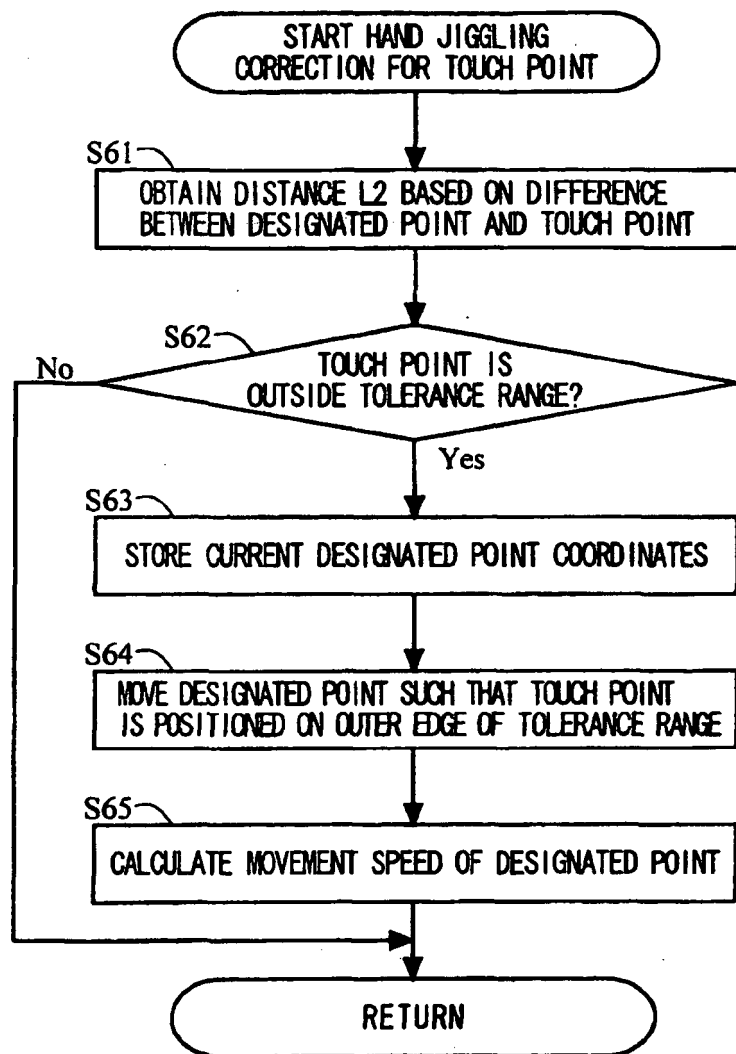 START HAND JIGGLING
CORRECTION FOR TOUCH POINT
S61
OBTAIN DISTANCE L2 BASED ON DIFFERENCE
BETWEEN DESIGNATED POINT AND TOUCH POINT
S62
No
TOUCH POINT IS
OUTSIDE TOLERANCE RANGE?
Yes
S63
STORE CURRENT DESIGNATED POINT COORDINATES
S64
MOVE DESIGNATED POINT SUCH THAT TOUCH POINT
IS POSITIONED ON OUTER EDGE OF TOLERANCE RANGE
S65
CALCULATE MOVEMENT SPEED OF DESIGNATED POINT
RETURN